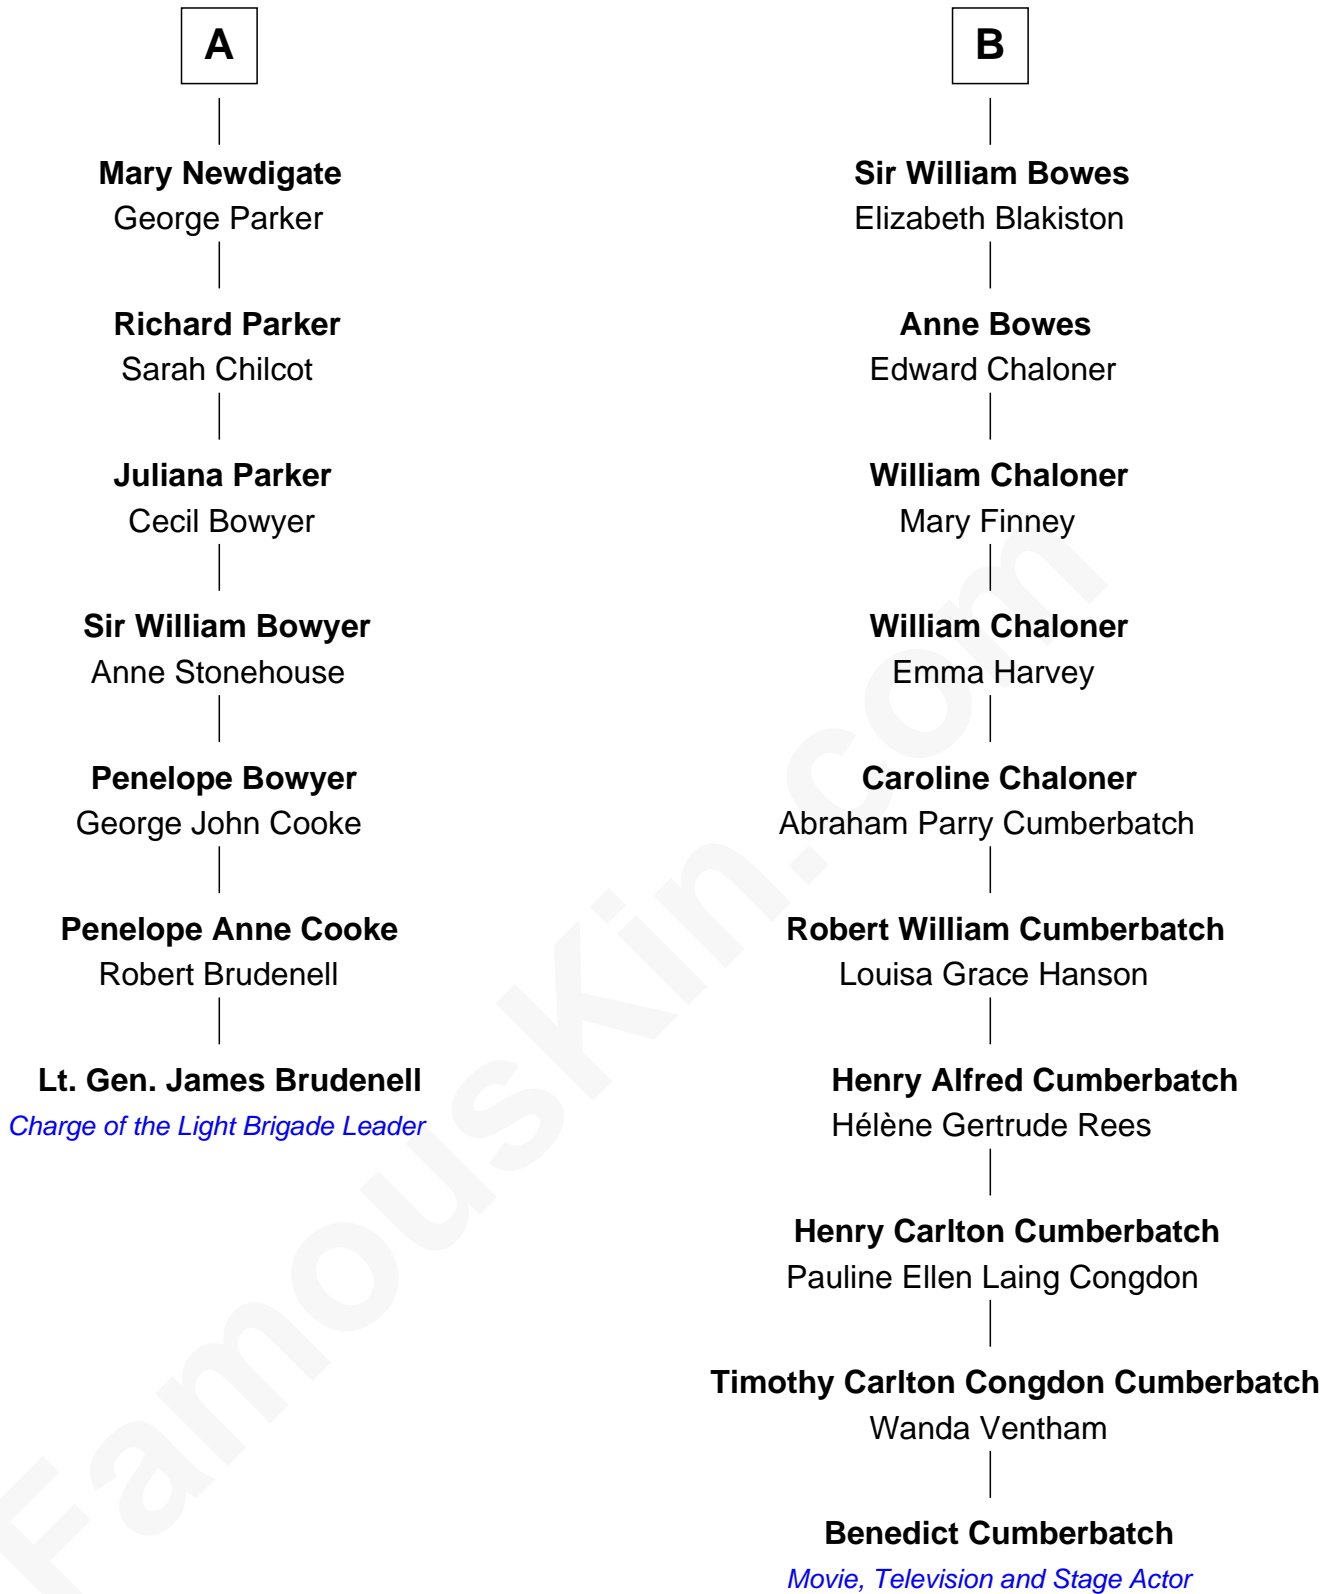 A
Mary Newdigate
George Parker
Richard Parker
Sarah Chilcot
Juliana Parker
Cecil Bowyer
Sir William Bowyer
Anne Stonehouse
Penelope Bowyer
George John Cooke
Penelope Anne Cooke
Robert Brudenell
Lt. Gen. James Brudenell
Charge of the Light Brigade Leader
B
Sir William Bowes
Elizabeth Blakiston
Anne Bowes
Edward Chaloner
William Chaloner
Mary Finney
William Chaloner
Emma Harvey
Caroline Chaloner
Abraham Parry Cumberbatch
Robert William Cumberbatch
Louisa Grace Hanson
Henry Alfred Cumberbatch
Hélène Gertrude Rees
Henry Carlton Cumberbatch
Pauline Ellen Laing Congdon
Timothy Carlton Congdon Cumberbatch
Wanda Ventham
Benedict Cumberbatch
Movie, Television and Stage Actor
FamousKin.com